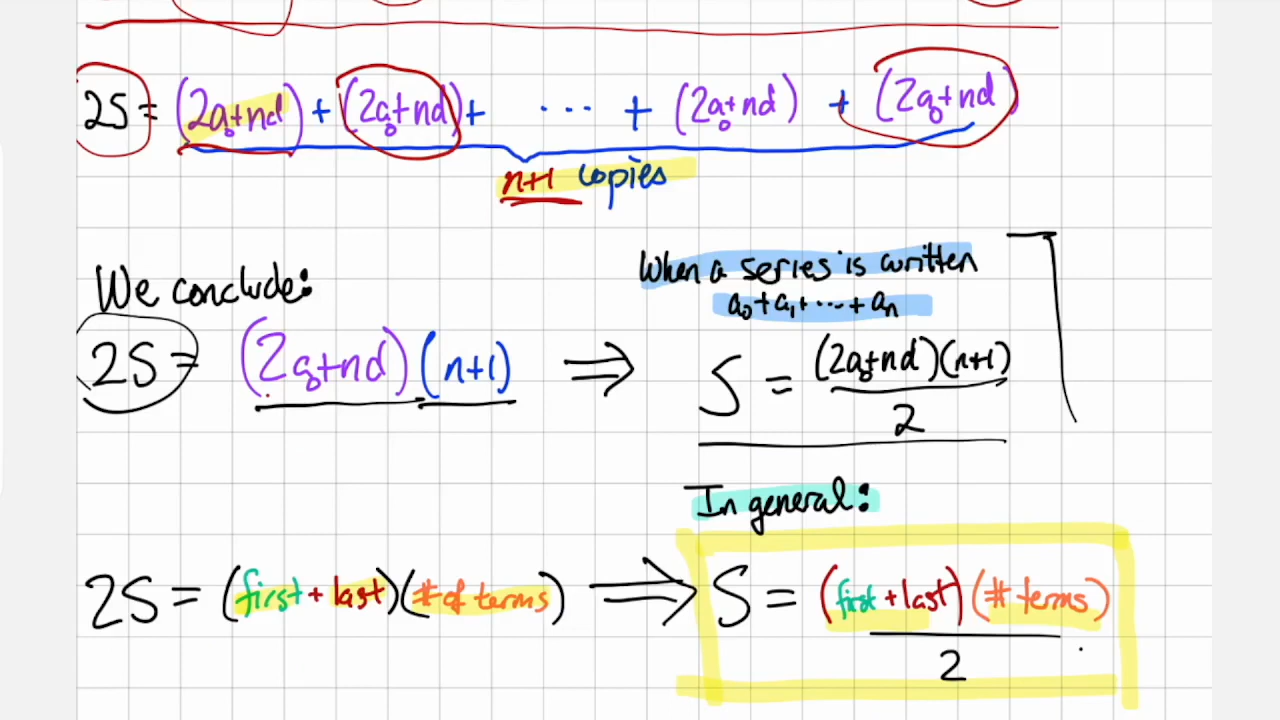 2S = (2a₀+nd) + (2a₀+nd) + ... + (2a₀+nd) + (2a₀+nd)
n+1 copies
We conclude:
When a series is written
a₀+a₁+...+aₙ
2S = (2a₀+nd)(n+1) ⇒ S = (2a₀+nd)(n+1)
2
In general:
2S = (first + last)(# of terms) ⇒ S = (first + last)(# terms)
2